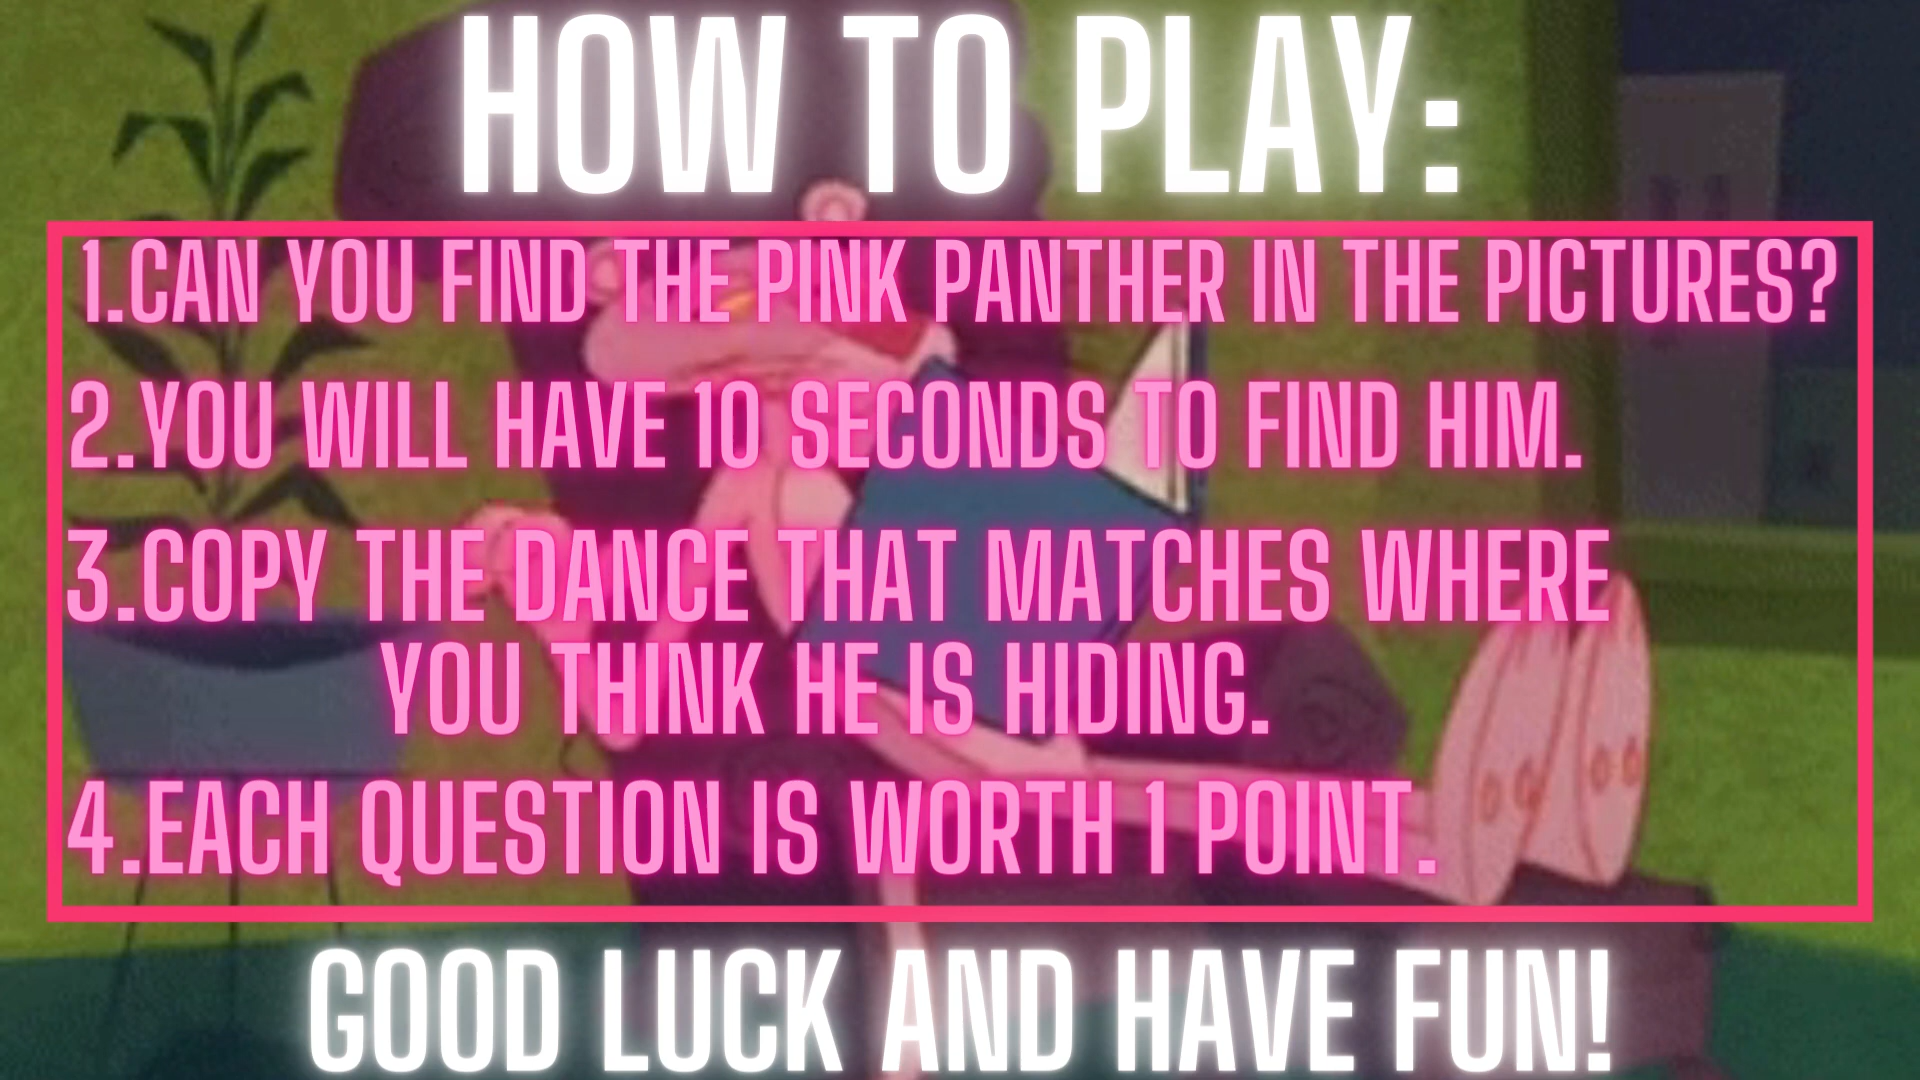 HOW TO PLAY:
1.CAN YOU FIND THE PINK PANTHER IN THE PICTURES?
2.YOU WILL HAVE 10 SECONDS TO FIND HIM.
3.COPY THE DANCE THAT MATCHES WHERE
YOU THINK HE IS HIDING.
4.EACH QUESTION IS WORTH 1 POINT.
GOOD LUCK AND HAVE FUN!